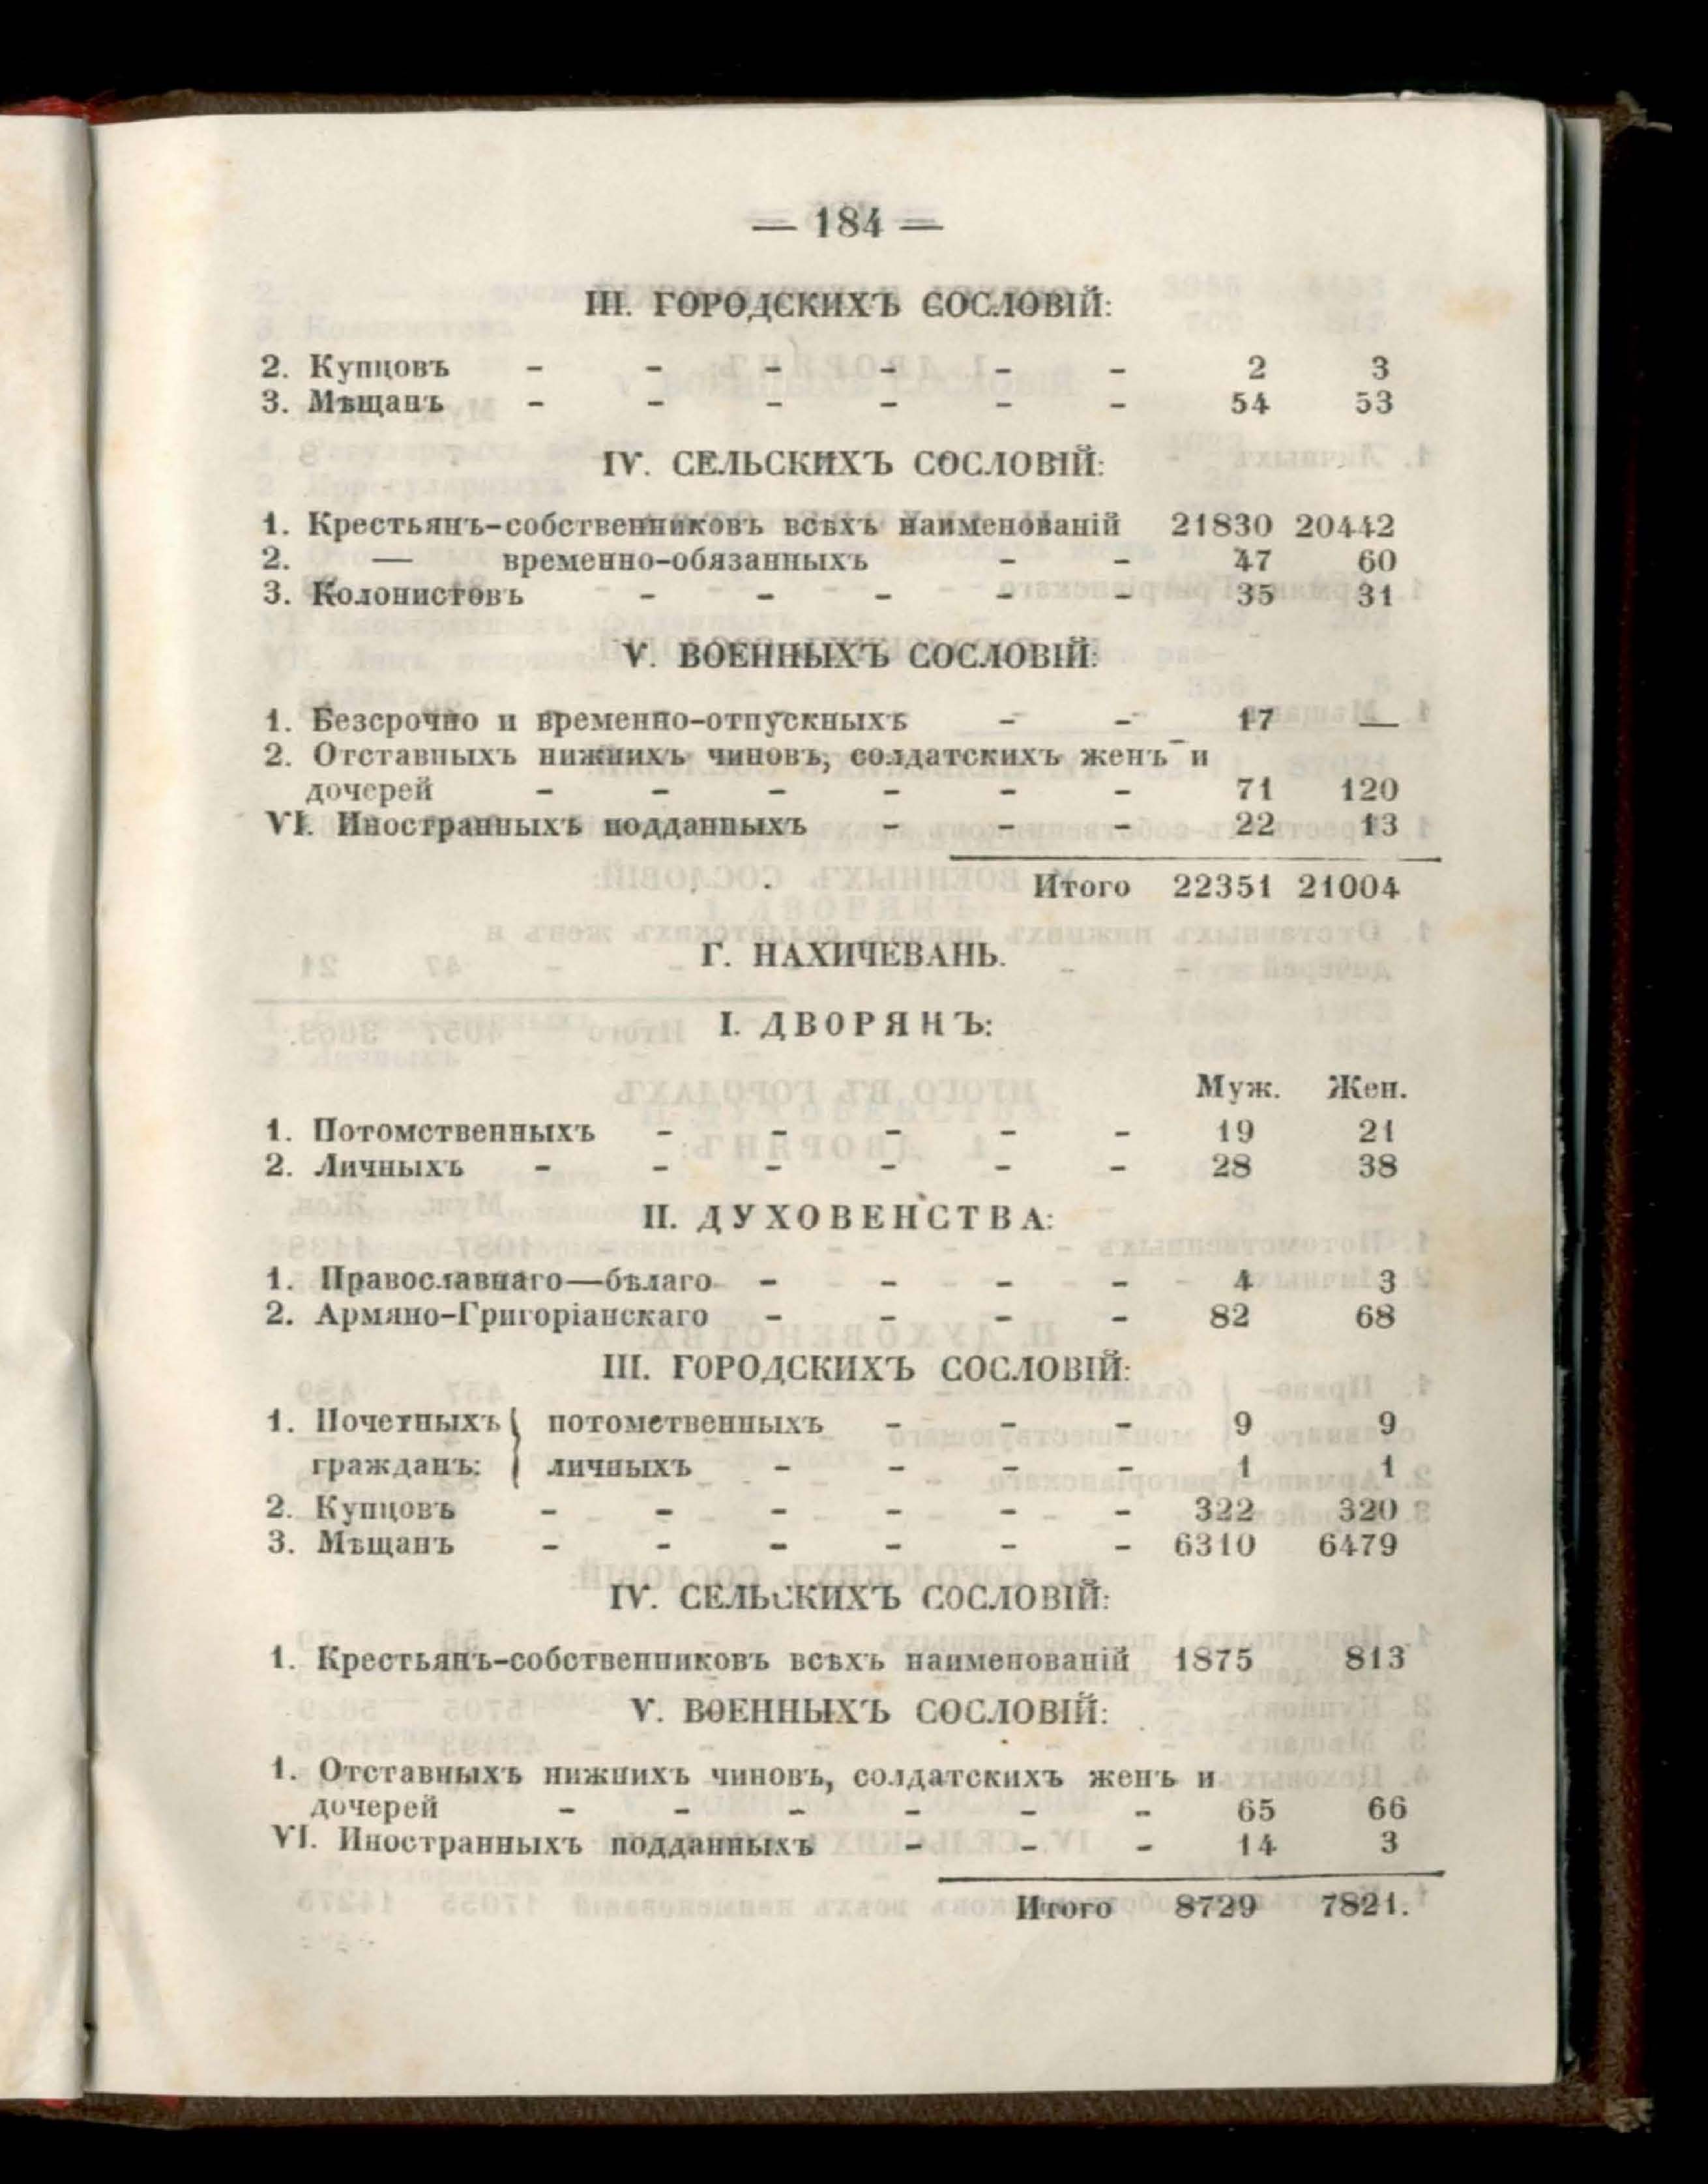 — 184 —
III. ГОРОДСКИХЪ СОСЛОВІЙ:
2. Купцовъ - - - - - - 2 3
3. Мѣщанъ - - - - - - 54 53
IV. СЕЛЬСКИХЪ СОСЛОВІЙ:
1. Крестьянъ-собственниковъ всѣхъ наименованій 21830 20442
2. — временно-обязанныхъ - - 47 60
3. Колонистовъ - - - - - 35 31
V. ВОЕННЫХЪ СОСЛОВІЙ:
1. Безсрочно и временно-отпускныхъ - - 17 —
2. Отставныхъ нижнихъ чиновъ, солдатскихъ женъ и
дочерей - - - - - - 71 120
VI. Иностранныхъ подданныхъ - - - 22 13
Итого 22351 21004
Г. НАХИЧЕВАНЬ.
I. ДВОРЯНЪ:
Муж. Жен.
1. Потомственныхъ - - - - - 19 21
2. Личныхъ - - - - - - 28 38
II. ДУХОВЕНСТВА:
1. Православнаго—бѣлаго - - - - 4 3
2. Армяно-Григоріанскаго - - - - 82 68
III. ГОРОДСКИХЪ СОСЛОВІЙ:
1. Почетныхъ { потомственныхъ - - - 9 9
гражданъ: { личныхъ - - - - 1 1
2. Купцовъ - - - - - - 322 320
3. Мѣщанъ - - - - - - 6310 6479
IV. СЕЛЬСКИХЪ СОСЛОВІЙ:
1. Крестьянъ-собственниковъ всѣхъ наименованій 1875 813
V. ВОЕННЫХЪ СОСЛОВІЙ:
1. Отставныхъ нижнихъ чиновъ, солдатскихъ женъ и
дочерей - - - - - - 65 66
VI. Иностранныхъ подданныхъ - - - 14 3
Итого 8729 7821.